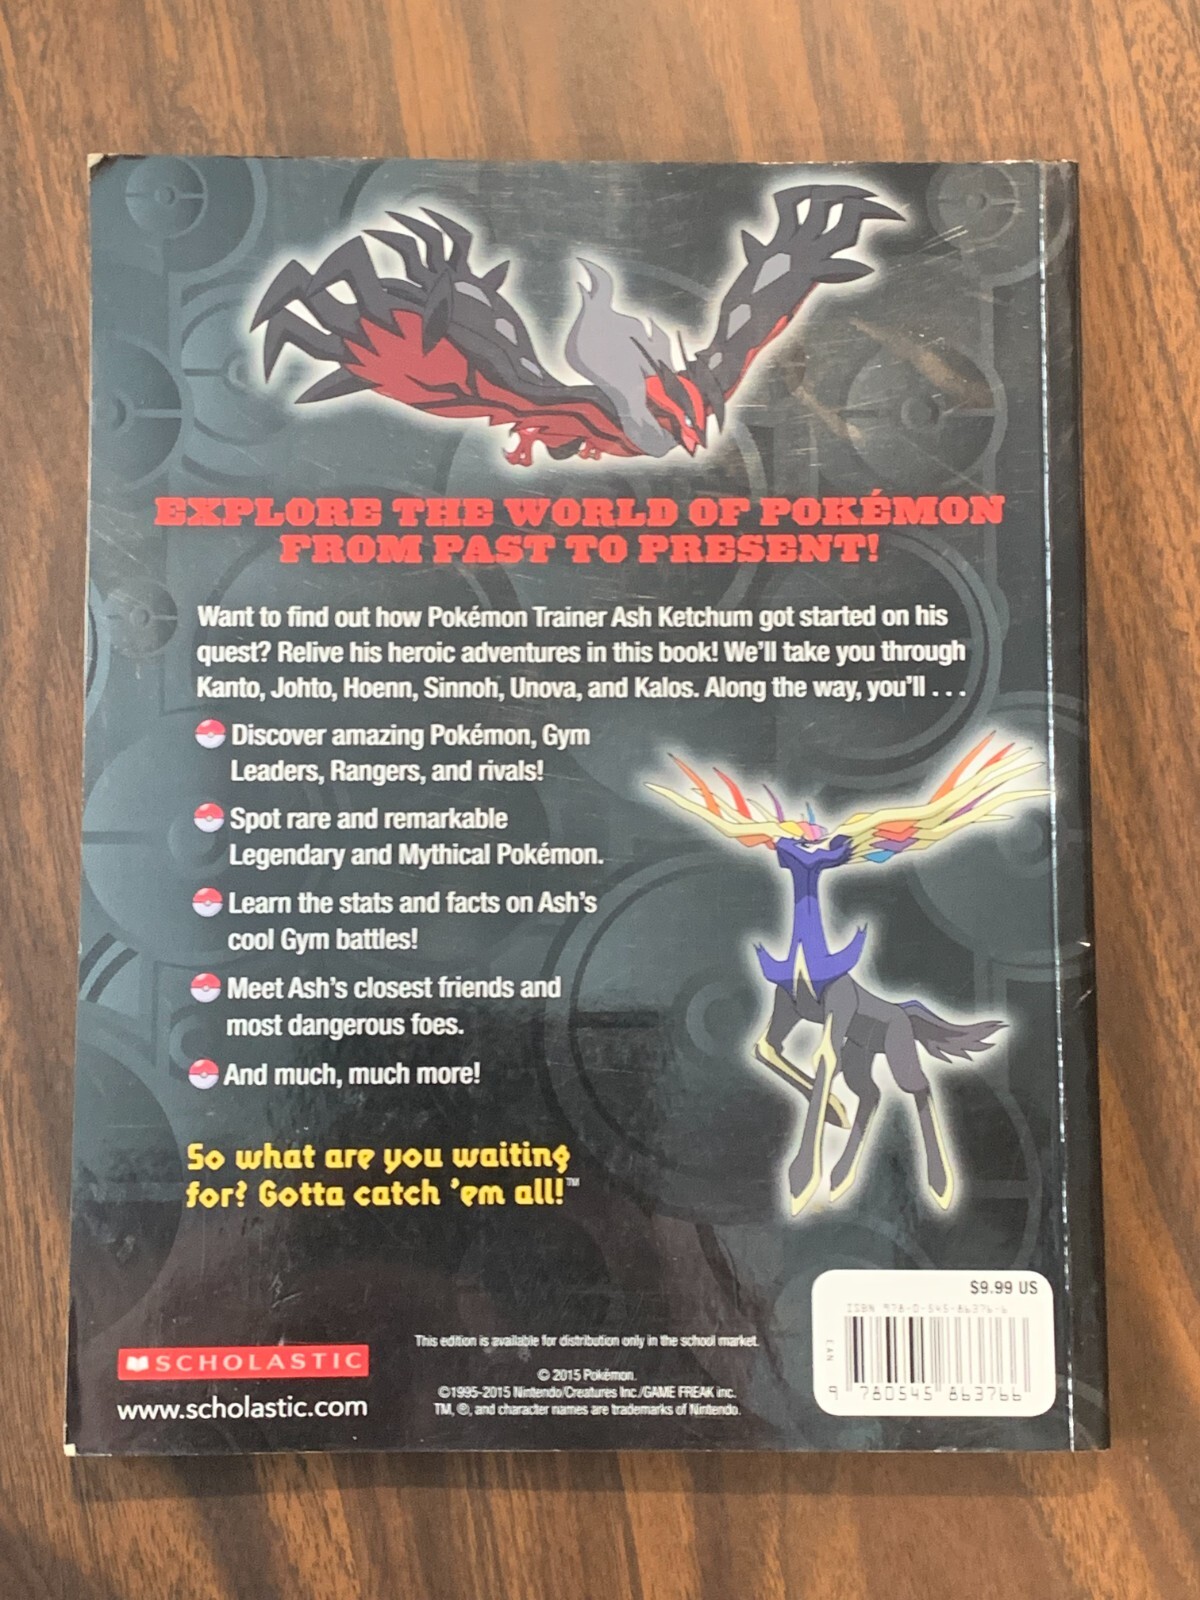 EXPLORE THE WORLD OF POKÉMON
FROM PAST TO PRESENT!
Want to find out how Pokémon Trainer Ash Ketchum got started on his
quest? Relive his heroic adventures in this book! We'll take you through
Kanto, Johto, Hoenn, Sinnoh, Unova, and Kalos. Along the way, you'll . . .
Discover amazing Pokémon, Gym
Leaders, Rangers, and rivals!
Spot rare and remarkable
Legendary and Mythical Pokémon.
Learn the stats and facts on Ash's
cool Gym battles!
Meet Ash's closest friends and
most dangerous foes.
And much, much more!
So what are you waiting
for? Gotta catch 'em all!™
SCHOLASTIC
www.scholastic.com
This edition is available for distribution only in the school market.
© 2015 Pokémon.
©1995-2015 Nintendo/Creatures Inc./GAME FREAK inc.
TM, ®, and character names are trademarks of Nintendo.
$9.99 US
ISBN 978-0-545-86376-6
EAN
9 780545 863766